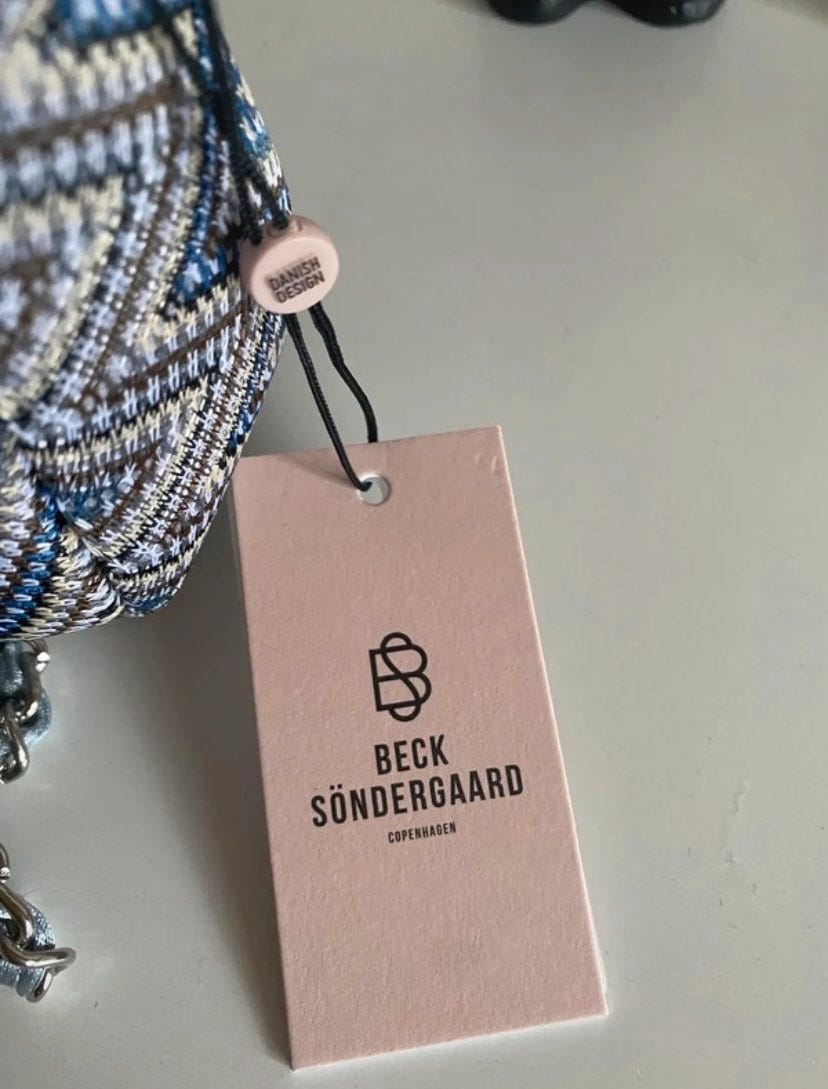 DANISH
DESIGN
BECK
SÖNDERGAARD
COPENHAGEN